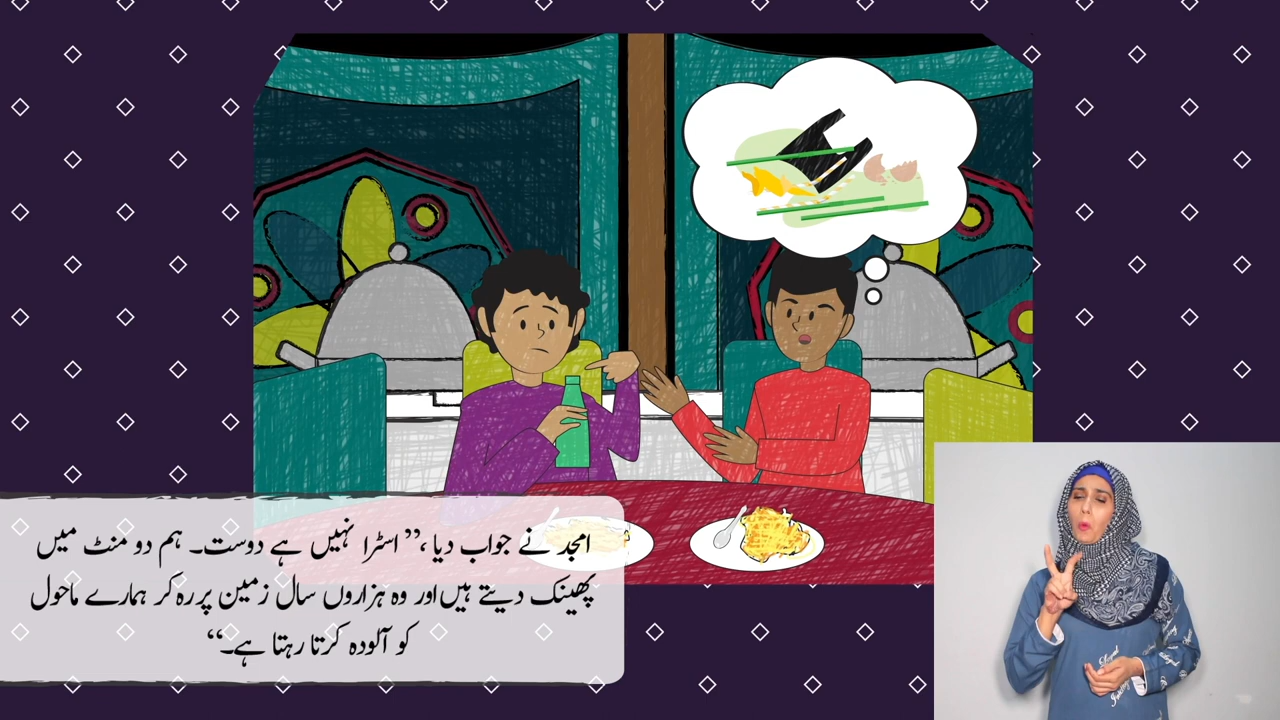 امجد نے جواب دیا ،’’ اسٹرا نہیں ہے دوست۔ ہم دو منٹ میں
پھینک دیتے ہیں اور وہ ہزاروں سال زمین پر رہ کر ہمارے ماحول
کو آلودہ کرتا رہتا ہے۔‘‘